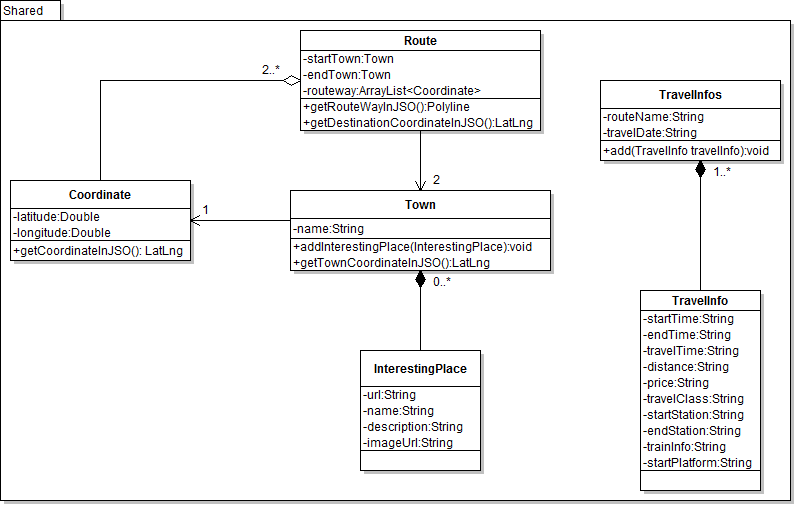 Shared
Route
-startTown:Town
-endTown:Town
-routeway:ArrayList<Coordinate>
+getRouteWayInJSO():Polyline
+getDestinationCoordinateInJSO():LatLng
2..*
2
TravelInfos
-routeName:String
-travelDate:String
+add(TravelInfo travelInfo):void
1..*
Coordinate
-latitude:Double
-longitude:Double
+getCoordinateInJSO(): LatLng
1
Town
-name:String
+addInterestingPlace(InterestingPlace):void
+getTownCoordinateInJSO():LatLng
0..*
InterestingPlace
-url:String
-name:String
-description:String
-imageUrl:String
TravelInfo
-startTime:String
-endTime:String
-travelTime:String
-distance:String
-price:String
-travelClass:String
-startStation:String
-endStation:String
-trainInfo:String
-startPlatform:String